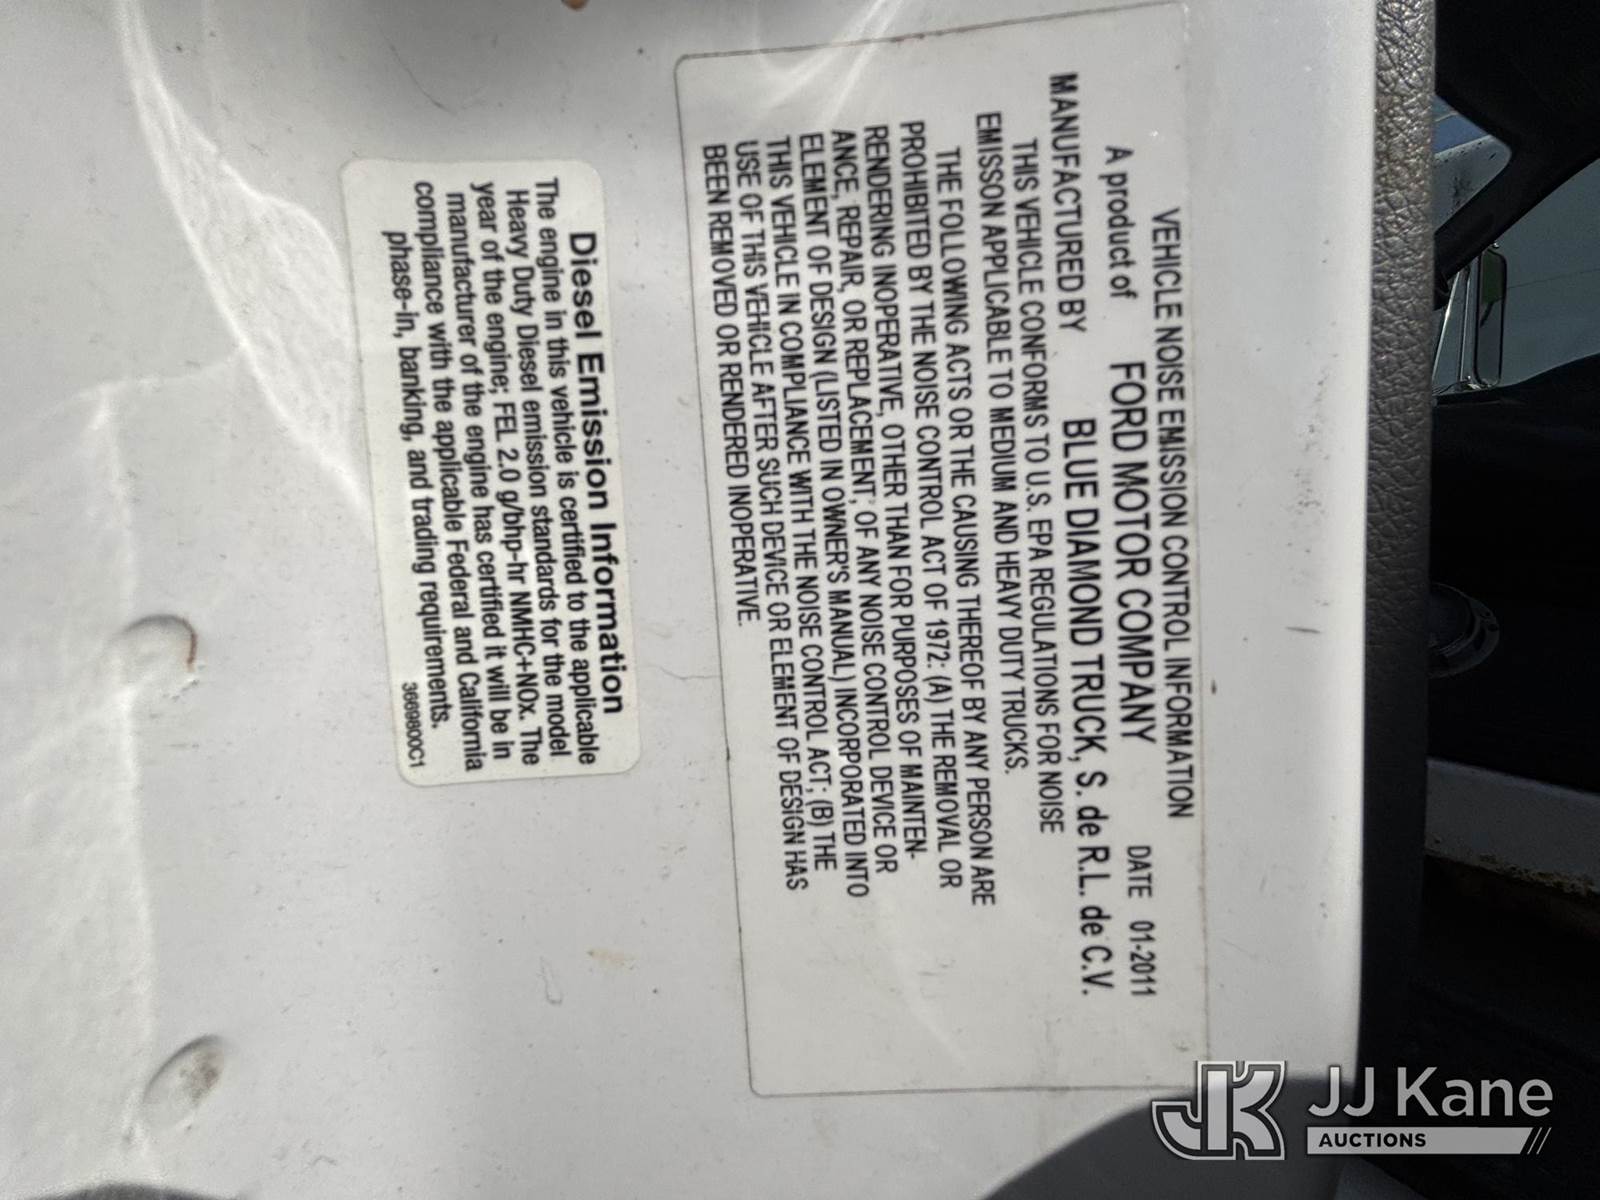 VEHICLE NOISE EMISSION CONTROL INFORMATION
A product of FORD MOTOR COMPANY DATE 01-2011
MANUFACTURED BY BLUE DIAMOND TRUCK, S. de R.L. de C.V.
THIS VEHICLE CONFORMS TO U.S. EPA REGULATIONS FOR NOISE
EMISSON APPLICABLE TO MEDIUM AND HEAVY DUTY TRUCKS.
THE FOLLOWING ACTS OR THE CAUSING THEREOF BY ANY PERSON ARE
PROHIBITED BY THE NOISE CONTROL ACT OF 1972: (A) THE REMOVAL OR
RENDERING INOPERATIVE, OTHER THAN FOR PURPOSES OF MAINTEN-
ANCE, REPAIR, OR REPLACEMENT, OF ANY NOISE CONTROL DEVICE OR
ELEMENT OF DESIGN (LISTED IN OWNER'S MANUAL) INCORPORATED INTO
THIS VEHICLE IN COMPLIANCE WITH THE NOISE CONTROL ACT; (B) THE
USE OF THIS VEHICLE AFTER SUCH DEVICE OR ELEMENT OF DESIGN HAS
BEEN REMOVED OR RENDERED INOPERATIVE.
Diesel Emission Information
The engine in this vehicle is certified to the applicable
Heavy Duty Diesel emission standards for the model
year of the engine; FEL 2.0 g/bhp-hr NMHC+NOx. The
manufacturer of the engine has certified it will be in
compliance with the applicable Federal and California
phase-in, banking, and trading requirements.
3669800C1
JK JJ Kane
AUCTIONS